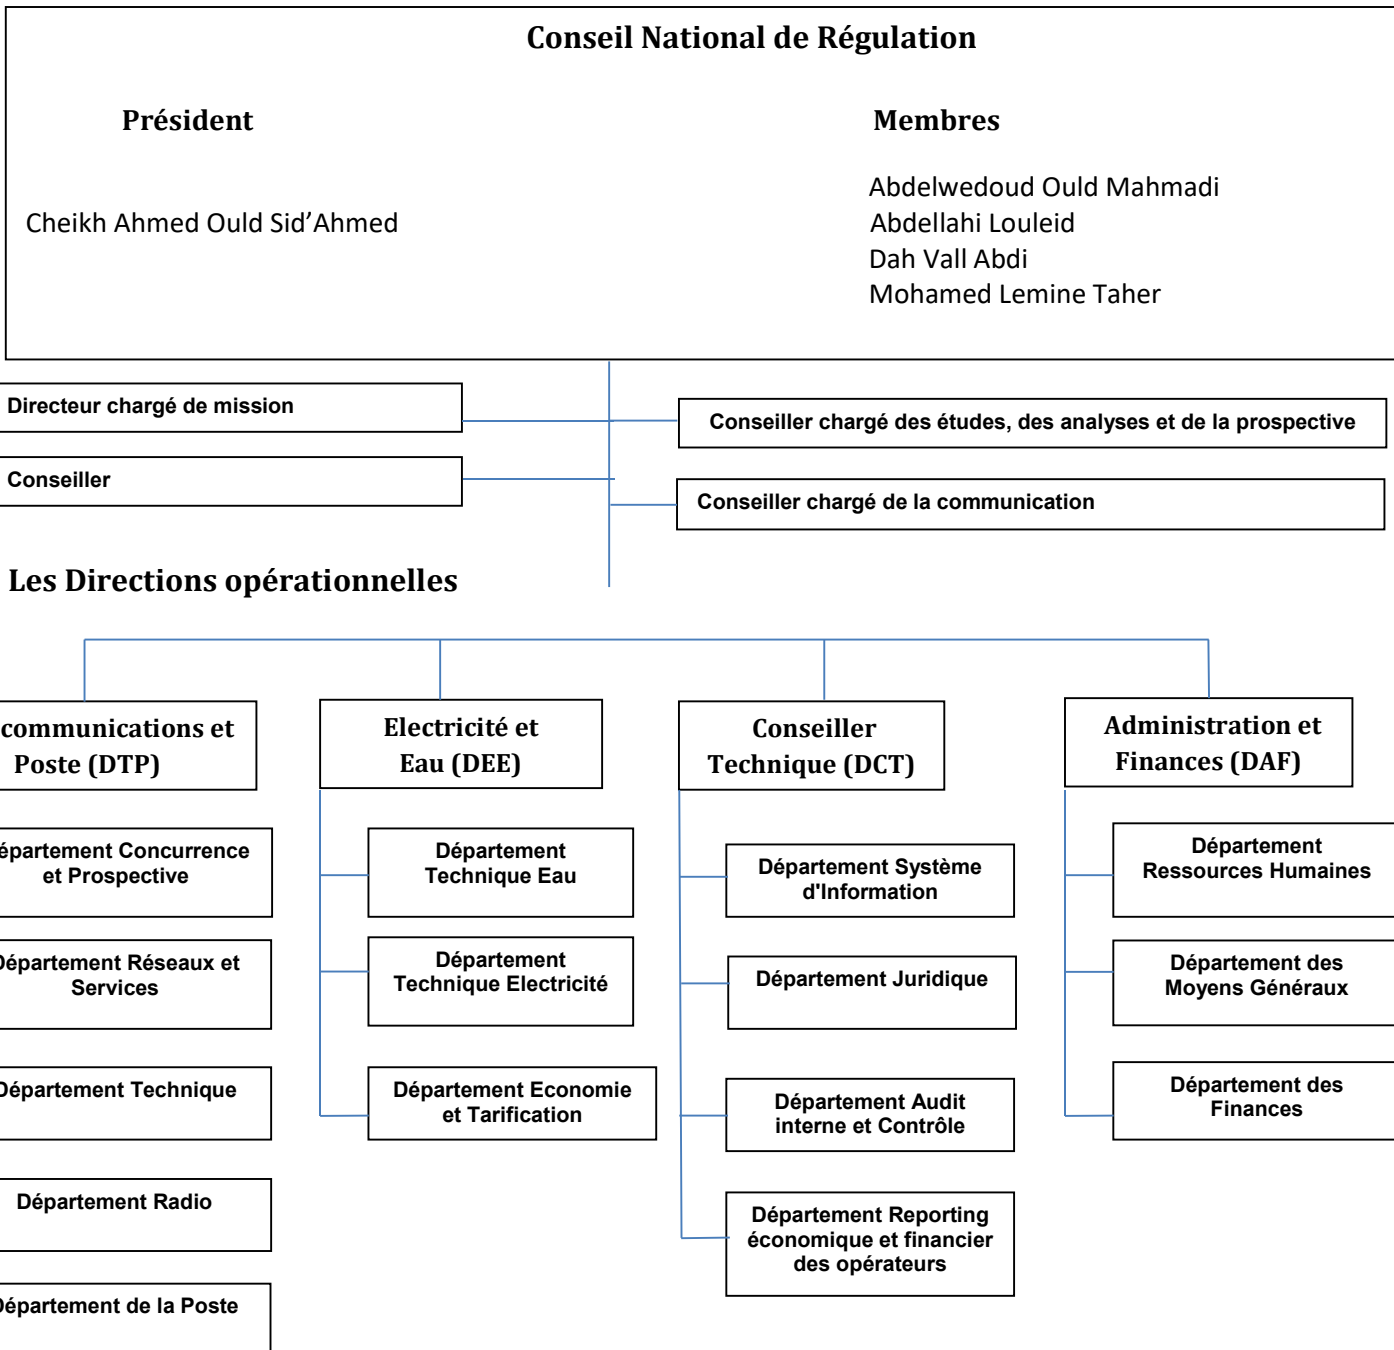 Conseil National de Régulation
Président
Membres
Cheikh Ahmed Ould Sid’Ahmed
Abdelwedoud Ould Mahmadi
Abdellahi Louleid
Dah Vall Abdi
Mohamed Lemine Taher
Directeur chargé de mission
Conseiller chargé des études, des analyses et de la prospective
Conseiller
Conseiller chargé de la communication
Les Directions opérationnelles
communications et
Poste (DTP)
Electricité et
Eau (DEE)
Conseiller
Technique (DCT)
Administration et
Finances (DAF)
épartement Concurrence
et Prospective
Département Réseaux et
Services
Département Technique
Département Radio
Département de la Poste
Département
Technique Eau
Département
Technique Electricité
Département Economie
et Tarification
Département Système
d'Information
Département Juridique
Département Audit
interne et Contrôle
Département Reporting
économique et financier
des opérateurs
Département
Ressources Humaines
Département des
Moyens Généraux
Département des
Finances